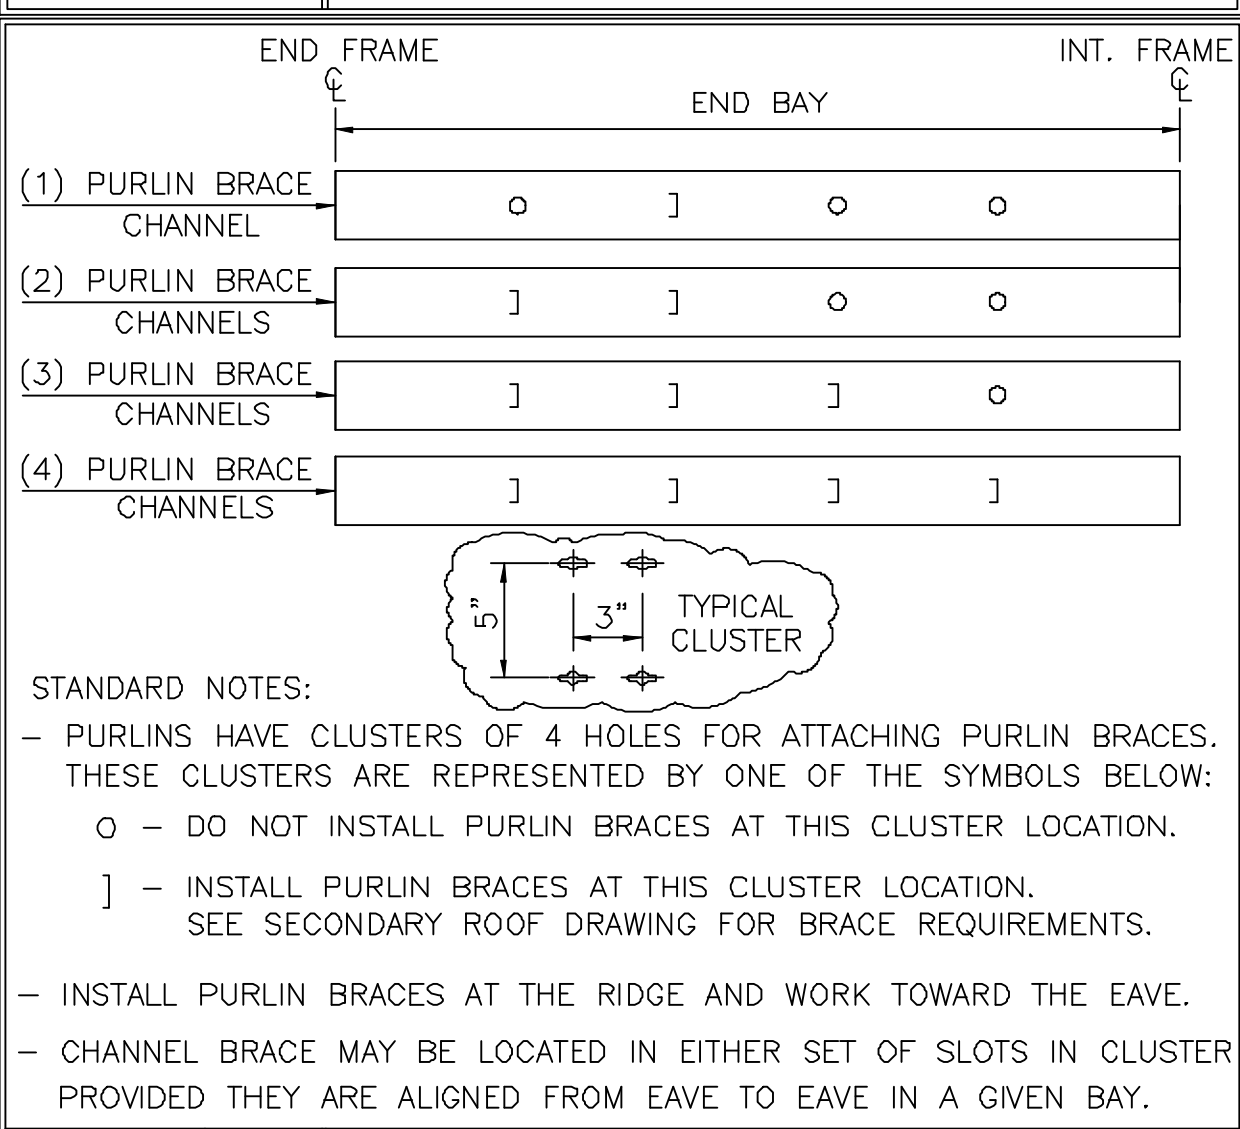 END FRAME
INT. FRAME
℄
℄
END BAY
(1) PURLIN BRACE
CHANNEL
(2) PURLIN BRACE
CHANNELS
(3) PURLIN BRACE
CHANNELS
(4) PURLIN BRACE
CHANNELS
5"
3"
TYPICAL
CLUSTER
STANDARD NOTES:
– PURLINS HAVE CLUSTERS OF 4 HOLES FOR ATTACHING PURLIN BRACES.
THESE CLUSTERS ARE REPRESENTED BY ONE OF THE SYMBOLS BELOW:
O – DO NOT INSTALL PURLIN BRACES AT THIS CLUSTER LOCATION.
] – INSTALL PURLIN BRACES AT THIS CLUSTER LOCATION.
SEE SECONDARY ROOF DRAWING FOR BRACE REQUIREMENTS.
– INSTALL PURLIN BRACES AT THE RIDGE AND WORK TOWARD THE EAVE.
– CHANNEL BRACE MAY BE LOCATED IN EITHER SET OF SLOTS IN CLUSTER
PROVIDED THEY ARE ALIGNED FROM EAVE TO EAVE IN A GIVEN BAY.